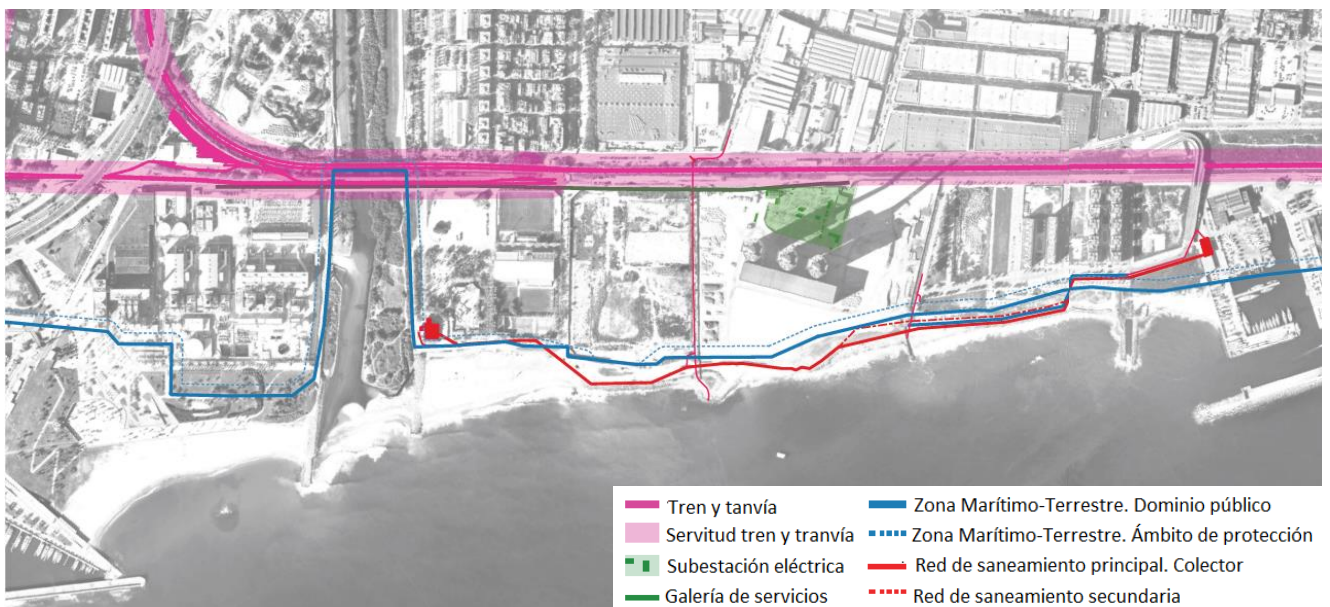 Tren y tanvía
Servitud tren y tranvía
Subestación eléctrica
Galería de servicios
Zona Marítimo-Terrestre. Dominio público
Zona Marítimo-Terrestre. Ámbito de protección
Red de saneamiento principal. Colector
Red de saneamiento secundaria